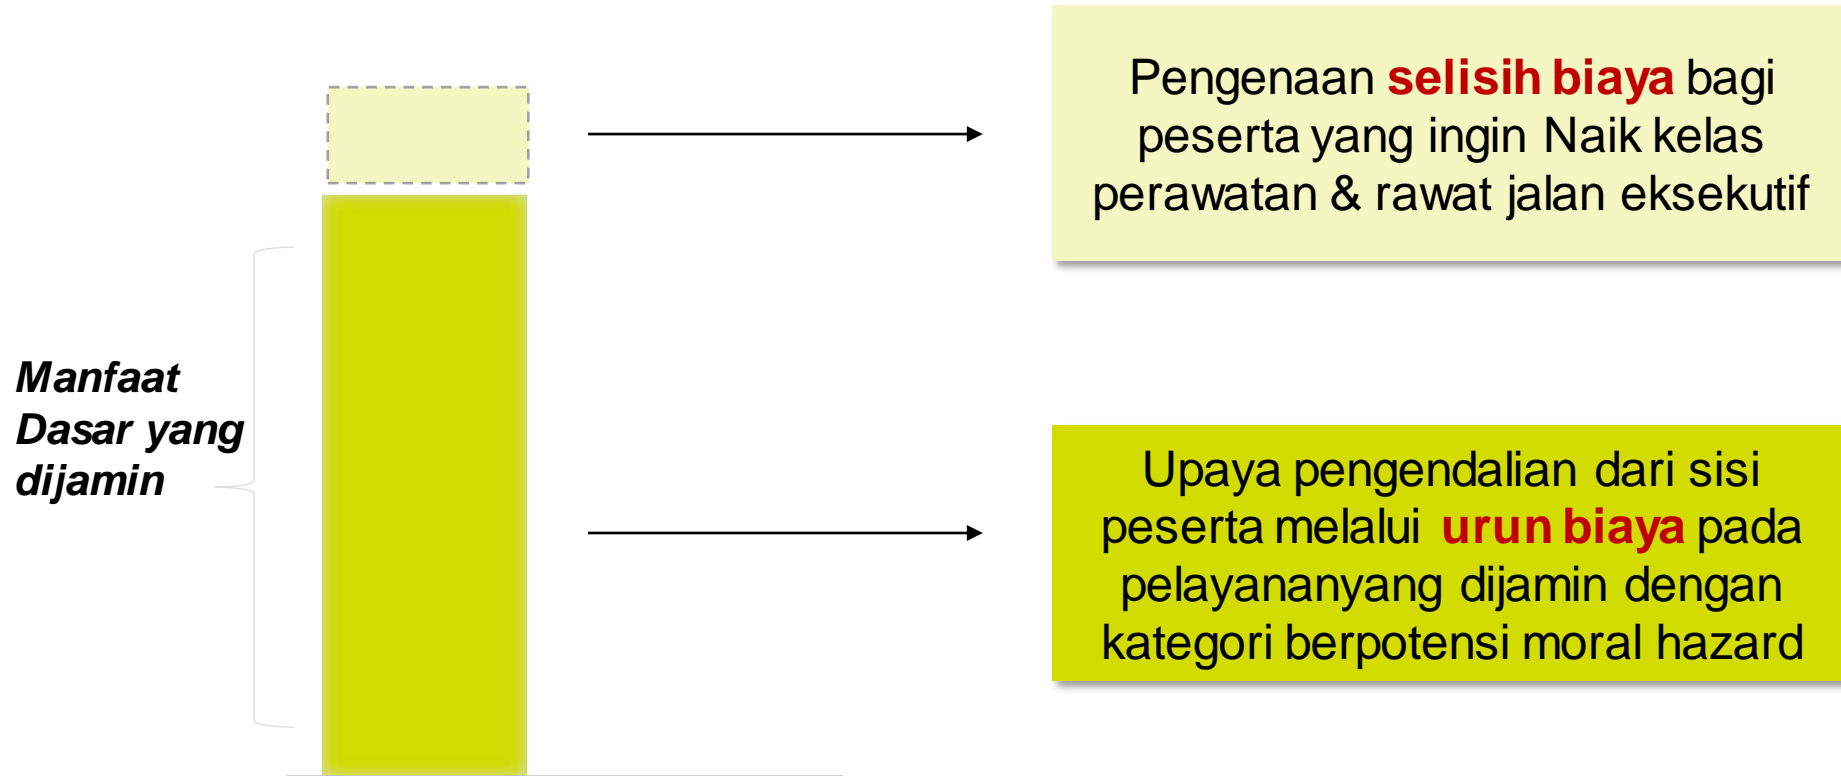 Pengenaan selisih biaya bagi
peserta yang ingin Naik kelas
perawatan & rawat jalan eksekutif
Manfaat
Dasar yang
dijamin
Upaya pengendalian dari sisi
peserta melalui urun biaya pada
pelayananyang dijamin dengan
kategori berpotensi moral hazard